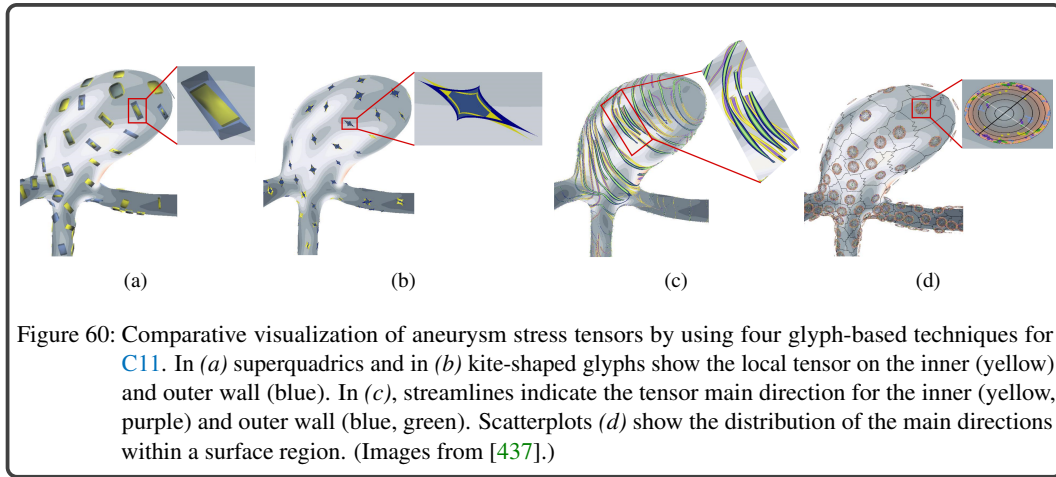 (a)
(b)
(c)
(d)
Figure 60: Comparative visualization of aneurysm stress tensors by using four glyph-based techniques for
C11. In (a) superquadrics and in (b) kite-shaped glyphs show the local tensor on the inner (yellow)
and outer wall (blue). In (c), streamlines indicate the tensor main direction for the inner (yellow,
purple) and outer wall (blue, green). Scatterplots (d) show the distribution of the main directions
within a surface region. (Images from [437].)